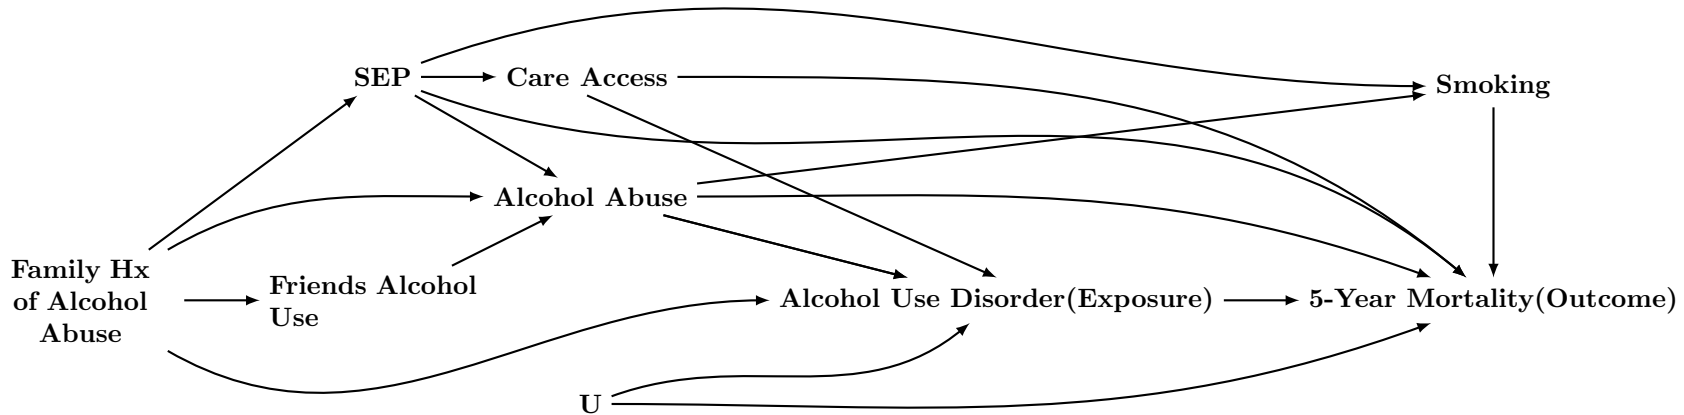 SEP
Care Access
Smoking
Alcohol Abuse
Family Hx
of Alcohol
Abuse
Friends Alcohol
Use
Alcohol Use Disorder(Exposure)
5-Year Mortality(Outcome)
U